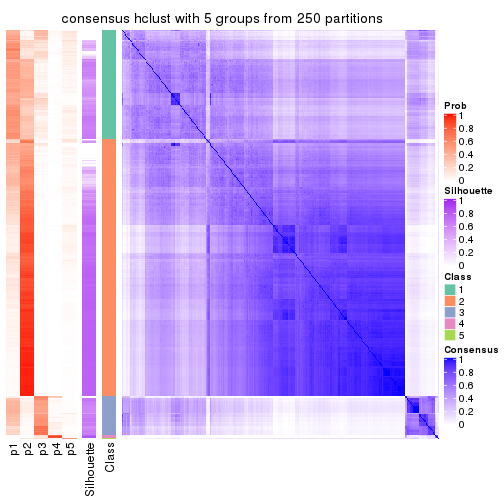 consensus hclust with 5 groups from 250 partitions
Prob
1
0.8
0.6
0.4
0.2
0
Silhouette
1
0.8
0.6
0.4
0.2
0
Class
1
2
3
4
5
Consensus
1
0.8
0.6
0.4
0.2
0
p1
p2
p3
p4
p5
Silhouette
Class